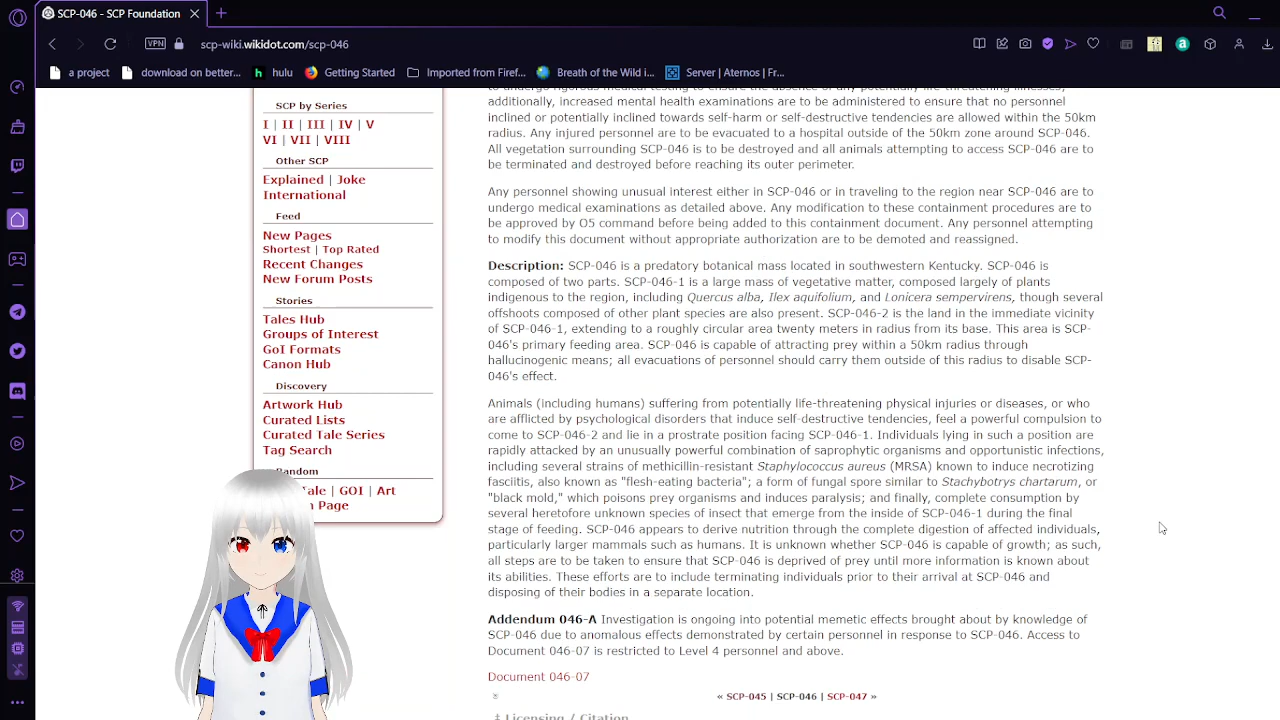 SCP-046 - SCP Foundation
VPN
scp-wiki.wikidot.com/scp-046
a project
download on better...
hulu
Getting Started
Imported from Firef...
Breath of the Wild i...
Server | Aternos | Fr...
SCP by Series
I | II | III | IV | V
VI | VII | VIII
Other SCP
Explained | Joke
International
Feed
New Pages
Shortest | Top Rated
Recent Changes
New Forum Posts
Stories
Tales Hub
Groups of Interest
GoI Formats
Canon Hub
Discovery
Artwork Hub
Curated Lists
Curated Tale Series
Tag Search
Random
ale | GOI | Art
Page
to undergo rigorous medical testing to ensure the absence of any potentially life-threatening illnesses;
additionally, increased mental health examinations are to be administered to ensure that no personnel
inclined or potentially inclined towards self-harm or self-destructive tendencies are allowed within the 50km
radius. Any injured personnel are to be evacuated to a hospital outside of the 50km zone around SCP-046.
All vegetation surrounding SCP-046 is to be destroyed and all animals attempting to access SCP-046 are to
be terminated and destroyed before reaching its outer perimeter.
Any personnel showing unusual interest either in SCP-046 or in traveling to the region near SCP-046 are to
undergo medical examinations as detailed above. Any modification to these containment procedures are to
be approved by O5 command before being added to this containment document. Any personnel attempting
to modify this document without appropriate authorization are to be demoted and reassigned.
Description: SCP-046 is a predatory botanical mass located in southwestern Kentucky. SCP-046 is
composed of two parts. SCP-046-1 is a large mass of vegetative matter, composed largely of plants
indigenous to the region, including Quercus alba, Ilex aquifolium, and Lonicera sempervirens, though several
offshoots composed of other plant species are also present. SCP-046-2 is the land in the immediate vicinity
of SCP-046-1, extending to a roughly circular area twenty meters in radius from its base. This area is SCP-
046's primary feeding area. SCP-046 is capable of attracting prey within a 50km radius through
hallucinogenic means; all evacuations of personnel should carry them outside of this radius to disable SCP-
046's effect.
Animals (including humans) suffering from potentially life-threatening physical injuries or diseases, or who
are afflicted by psychological disorders that induce self-destructive tendencies, feel a powerful compulsion to
come to SCP-046-2 and lie in a prostrate position facing SCP-046-1. Individuals lying in such a position are
rapidly attacked by an unusually powerful combination of saprophytic organisms and opportunistic infections,
including several strains of methicillin-resistant Staphylococcus aureus (MRSA) known to induce necrotizing
fasciitis, also known as "flesh-eating bacteria"; a form of fungal spore similar to Stachybotrys chartarum, or
"black mold," which poisons prey organisms and induces paralysis; and finally, complete consumption by
several heretofore unknown species of insect that emerge from the inside of SCP-046-1 during the final
stage of feeding. SCP-046 appears to derive nutrition through the complete digestion of affected individuals,
particularly larger mammals such as humans. It is unknown whether SCP-046 is capable of growth; as such,
all steps are to be taken to ensure that SCP-046 is deprived of prey until more information is known about
its abilities. These efforts are to include terminating individuals prior to their arrival at SCP-046 and
disposing of their bodies in a separate location.
Addendum 046-A Investigation is ongoing into potential memetic effects brought about by knowledge of
SCP-046 due to anomalous effects demonstrated by certain personnel in response to SCP-046. Access to
Document 046-07 is restricted to Level 4 personnel and above.
Document 046-07
« SCP-045 | SCP-046 | SCP-047 »
‡ Licensing / Citation